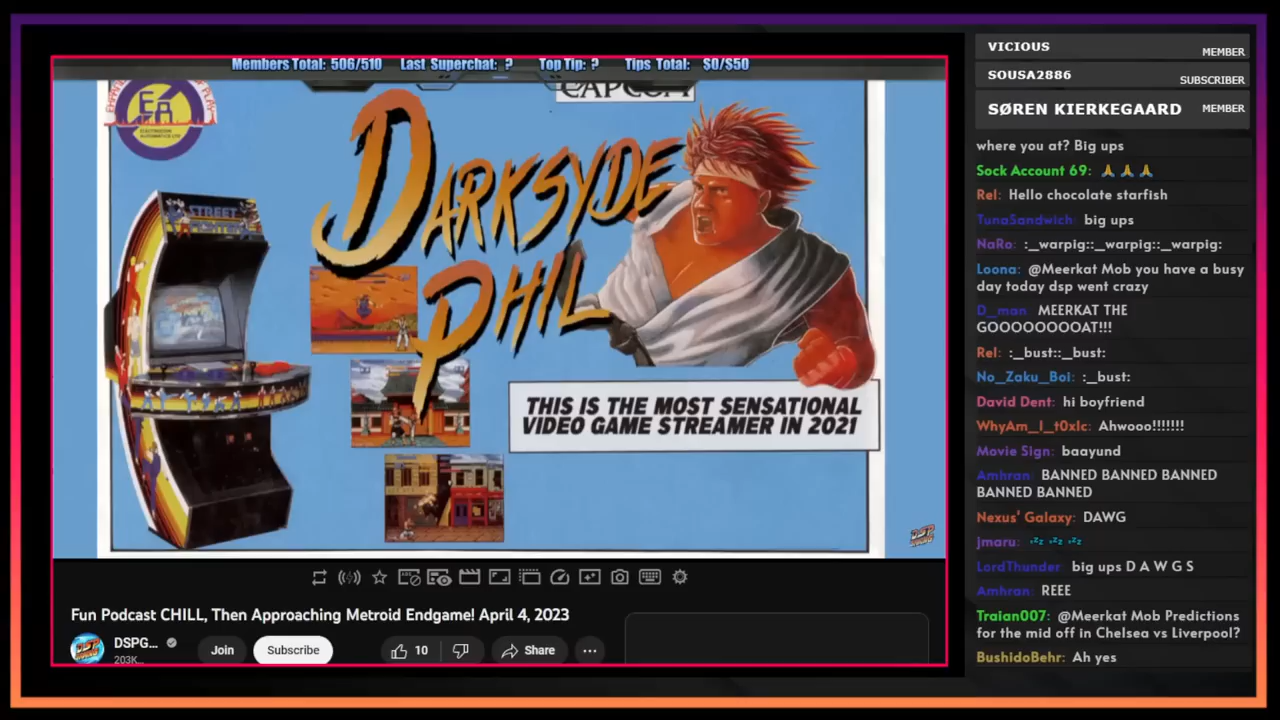 Members Total: 506/510 Last Superchat: ? Top Tip: ? Tips Total: $0/$50
CAPCOM
EA
STREET
DARKSYDE
PHIL
THIS IS THE MOST SENSATIONAL
VIDEO GAME STREAMER IN 2021
DSP
Fun Podcast CHILL, Then Approaching Metroid Endgame! April 4, 2023
DSPG...
203K...
Join
Subscribe
10
Share
VICIOUS MEMBER
SOUSA2886 SUBSCRIBER
SØREN KIERKEGAARD MEMBER
where you at? Big ups
Sock Account 69: 🙏 🙏 🙏
Rel: Hello chocolate starfish
TunaSandwich: big ups
NaRo: :_warpig::_warpig::_warpig:
Loona: @Meerkat Mob you have a busy
day today dsp went crazy
D_man: MEERKAT THE
GOOOOOOOOAT!!!
Rel: :_bust::_bust:
No_Zaku_Boi: :_bust:
David Dent: hi boyfriend
WhyAm_I_t0xIc: Ahwooo!!!!!!!
Movie Sign: baayund
Amhran: BANNED BANNED BANNED
BANNED BANNED
Nexus' Galaxy: DAWG
jmaru: 💤 💤 💤
LordThunder: big ups D A W G S
Amhran: REEE
Traian007: @Meerkat Mob Predictions
for the mid off in Chelsea vs Liverpool?
BushidoBehr: Ah yes